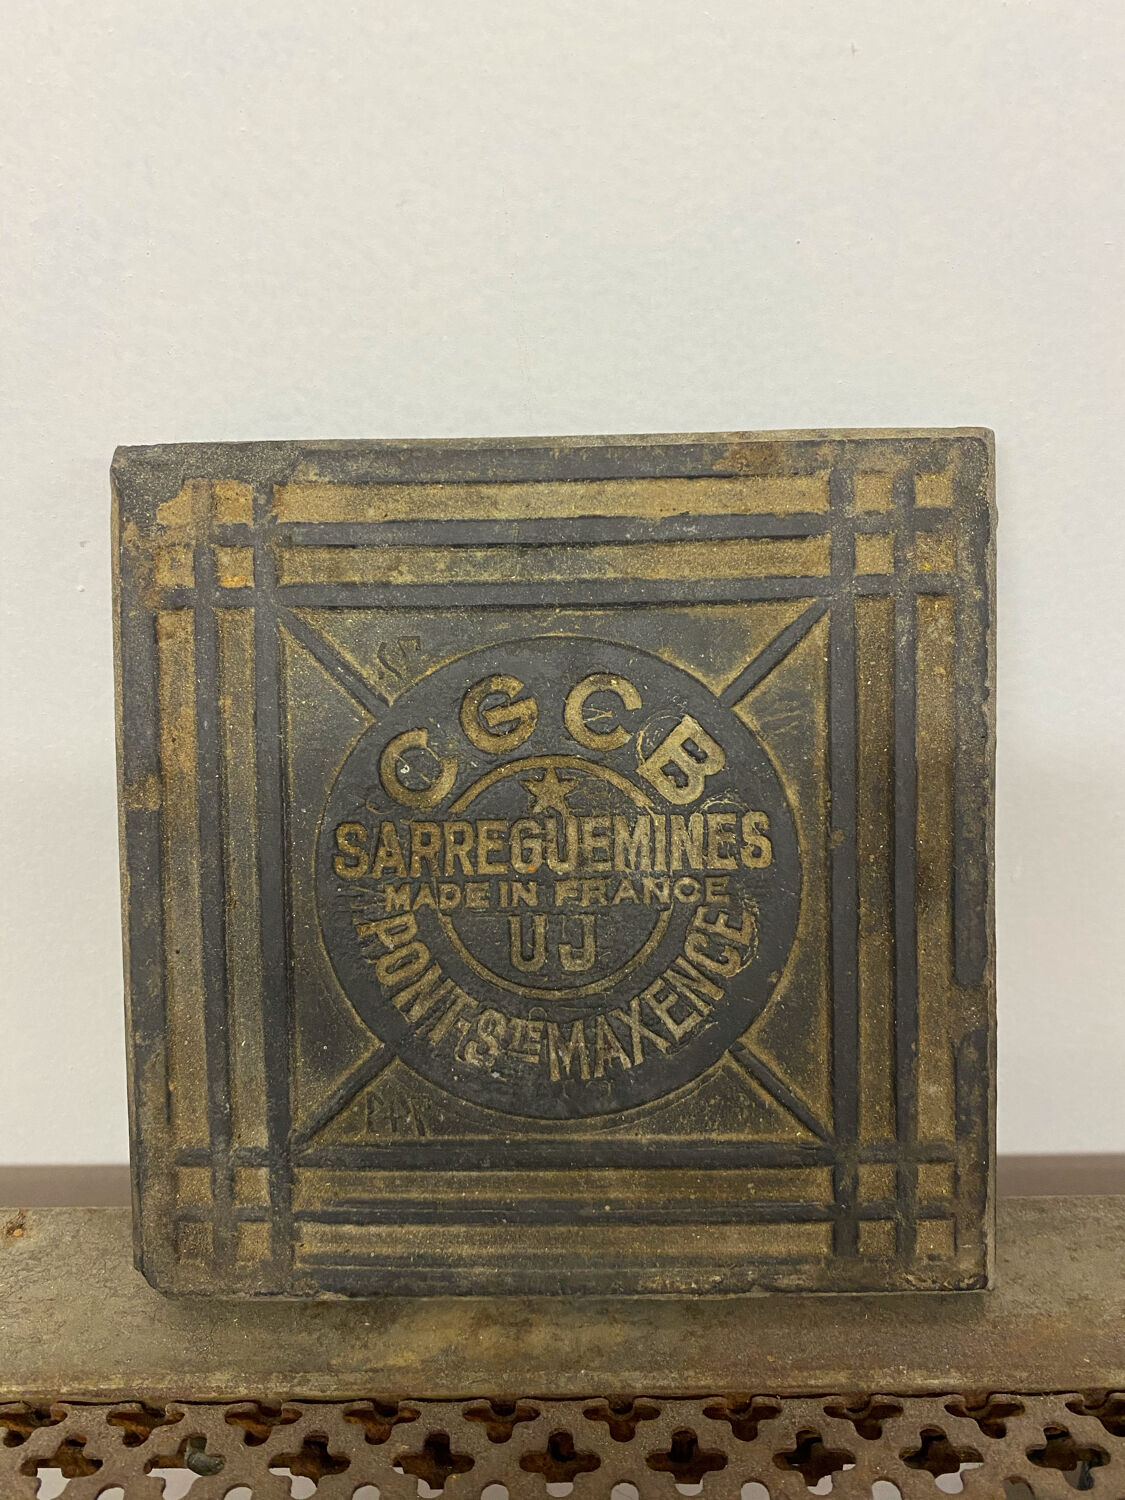 CGCB
SARREGUEMINES
MADE IN FRANCE
UJ
PONT-STE MAXENCE